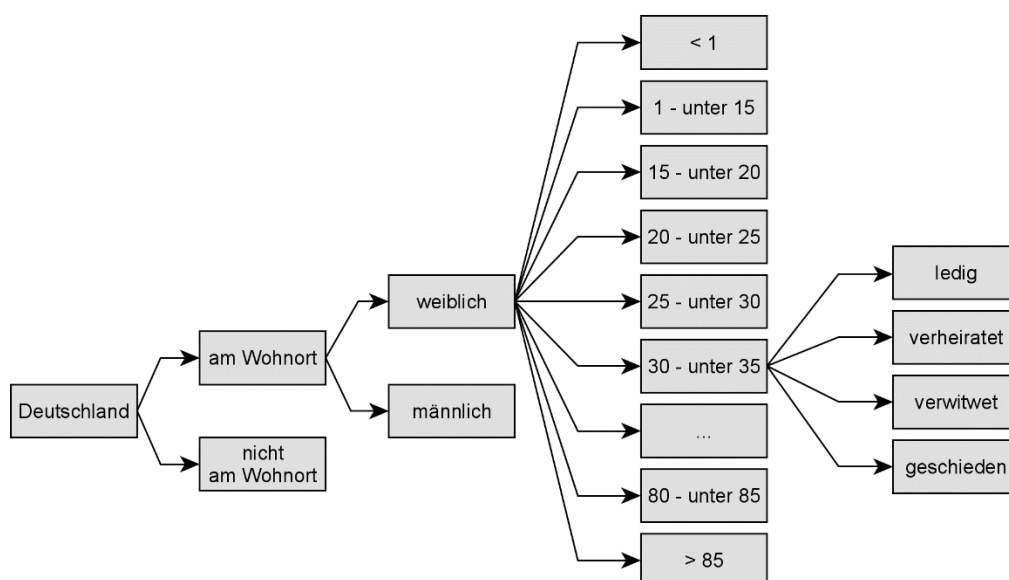 Deutschland
am Wohnort
nicht
am Wohnort
weiblich
männlich
< 1
1 - unter 15
15 - unter 20
20 - unter 25
25 - unter 30
30 - unter 35
...
80 - unter 85
> 85
ledig
verheiratet
verwitwet
geschieden